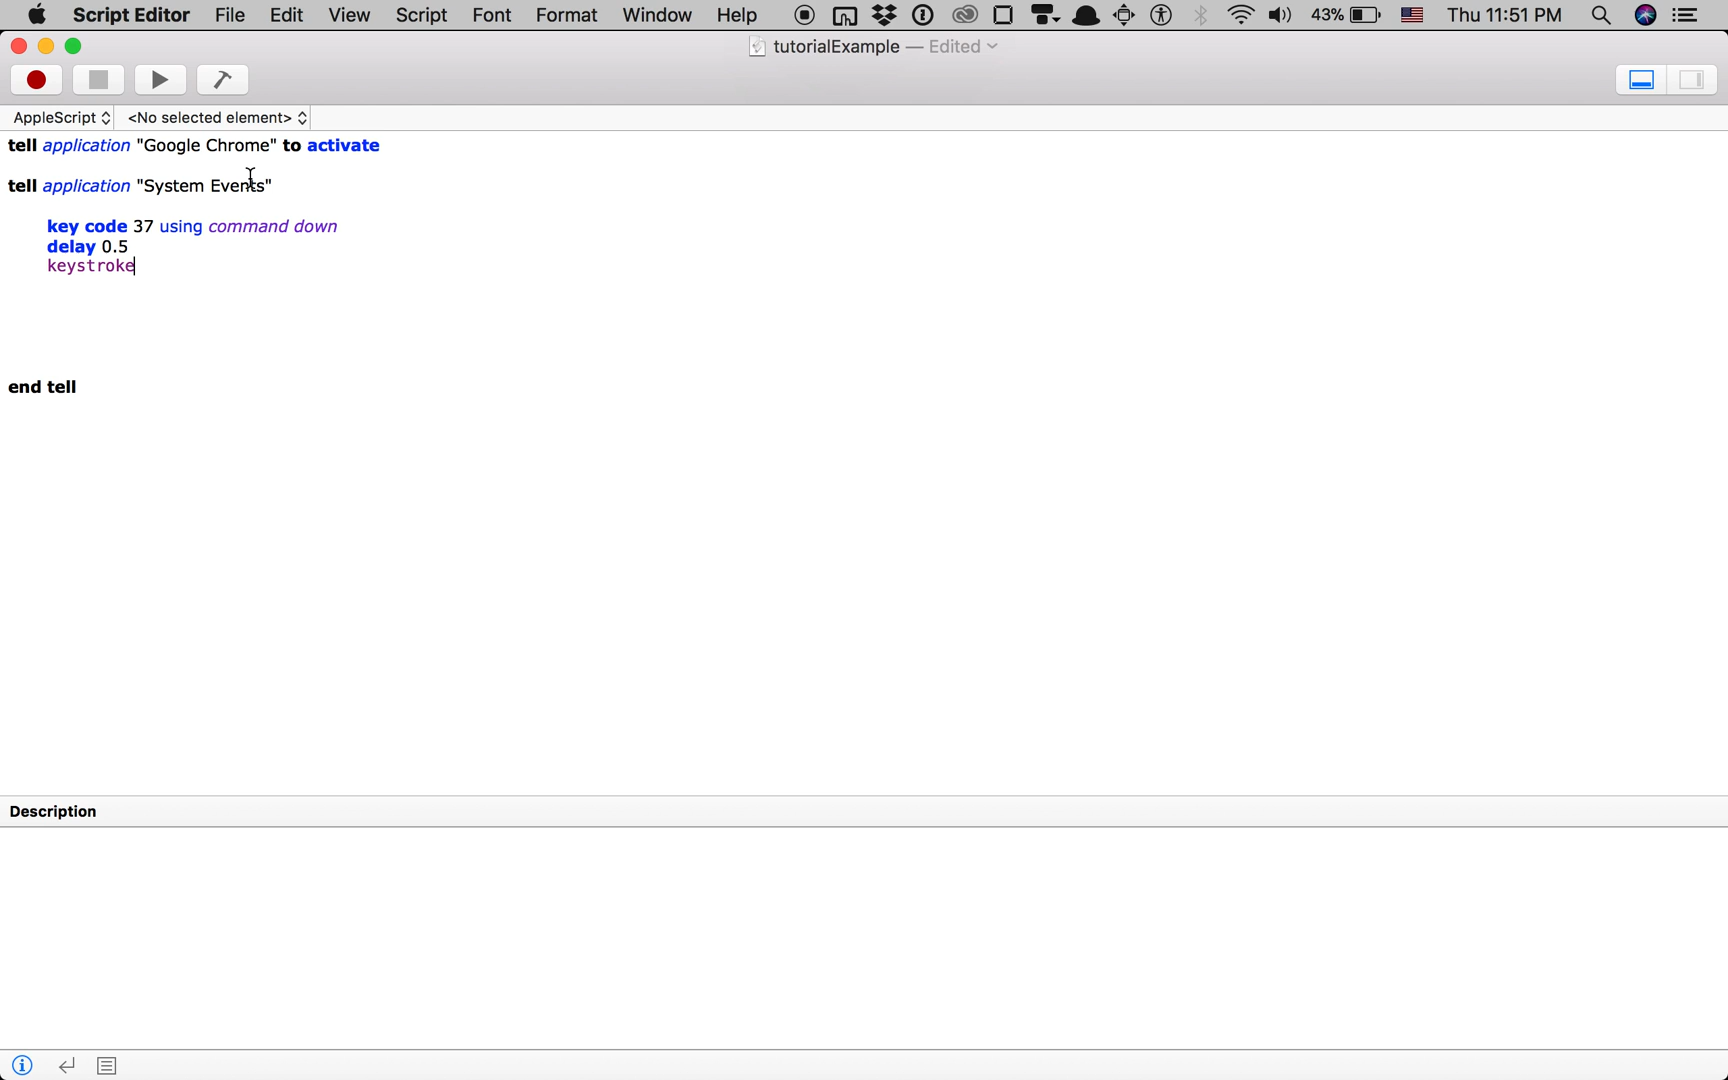 Script Editor File Edit View Script Font Format Window Help 43% Thu 11:51 PM
tutorialExample — Edited
AppleScript <No selected element>
tell application "Google Chrome" to activate
tell application "System Events"
key code 37 using command down
delay 0.5
keystroke
end tell
Description